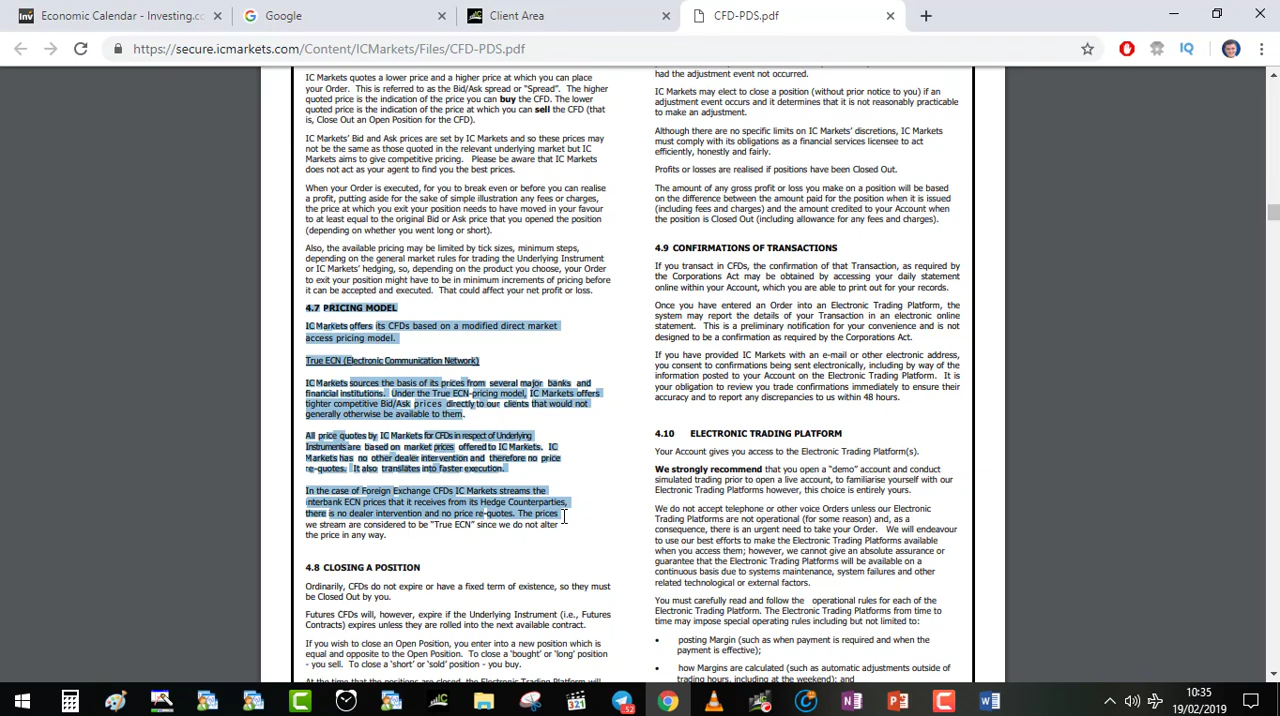 Economic Calendar - Investing.co
Google
Client Area
CFD-PDS.pdf
https://secure.icmarkets.com/Content/ICMarkets/Files/CFD-PDS.pdf
IQ
IC Markets quotes a lower price and a higher price at which you can place
your Order. This is referred to as the Bid/Ask spread or “Spread”. The higher
quoted price is the indication of the price you can buy the CFD. The lower
quoted price is the indication of the price at which you can sell the CFD (that
is, Close Out an Open Position for the CFD).
IC Markets’ Bid and Ask prices are set by IC Markets and so these prices may
not be the same as those quoted in the relevant underlying market but IC
Markets aims to give competitive pricing. Please be aware that IC Markets
does not act as your agent to find you the best prices.
When your Order is executed, for you to break even or before you can realise
a profit, putting aside for the sake of simple illustration any fees or charges,
the price at which you exit your position needs to have moved in your favour
to at least equal to the original Bid or Ask price that you opened the position
(depending on whether you went long or short).
Also, the available pricing may be limited by tick sizes, minimum steps,
depending on the general market rules for trading the Underlying Instrument
or IC Markets’ hedging, so, depending on the product you choose, your Order
to exit your position might have to be in minimum increments of pricing before
it can be accepted and executed. That could affect your net profit or loss.
4.7 PRICING MODEL
IC Markets offers its CFDs based on a modified direct market
access pricing model.
True ECN (Electronic Communication Network)
IC Markets sources the basis of its prices from several major banks and
financial institutions. Under the True ECN-pricing model, IC Markets offers
tighter competitive Bid/Ask prices directly to our clients that would not
generally otherwise be available to them.
All price quotes by IC Markets for CFDs in respect of Underlying
Instruments are based on market prices offered to IC Markets. IC
Markets has no other dealer intervention and therefore no price
re-quotes. It also translates into faster execution.
In the case of Foreign Exchange CFDs IC Markets streams the
interbank ECN prices that it receives from its Hedge Counterparties,
there is no dealer intervention and no price re-quotes. The prices
we stream are considered to be “True ECN” since we do not alter
the price in any way.
4.8 CLOSING A POSITION
Ordinarily, CFDs do not expire or have a fixed term of existence, so they must
be Closed Out by you.
Futures CFDs will, however, expire if the Underlying Instrument (i.e., Futures
Contracts) expires unless they are rolled into the next available contract.
If you wish to close an Open Position, you enter into a new position which is
equal and opposite to the Open Position. To close a ‘bought’ or ‘long’ position
- you sell. To close a ‘short’ or ‘sold’ position - you buy.
At the time that the positions are closed, the Electronic Trading Platform will
had the adjustment event not occurred.
IC Markets may elect to close a position (without prior notice to you) if an
adjustment event occurs and it determines that it is not reasonably practicable
to make an adjustment.
Although there are no specific limits on IC Markets’ discretions, IC Markets
must comply with its obligations as a financial services licensee to act
efficiently, honestly and fairly.
Profits or losses are realised if positions have been Closed Out.
The amount of any gross profit or loss you make on a position will be based
on the difference between the amount paid for the position when it is issued
(including fees and charges) and the amount credited to your Account when
the position is Closed Out (including allowance for any fees and charges).
4.9 CONFIRMATIONS OF TRANSACTIONS
If you transact in CFDs, the confirmation of that Transaction, as required by
the Corporations Act may be obtained by accessing your daily statement
online within your Account, which you are able to print out for your records.
Once you have entered an Order into an Electronic Trading Platform, the
system may report the details of your Transaction in an electronic online
statement. This is a preliminary notification for your convenience and is not
designed to be a confirmation as required by the Corporations Act.
If you have provided IC Markets with an e-mail or other electronic address,
you consent to confirmations being sent electronically, including by way of the
information posted to your Account on the Electronic Trading Platform. It is
your obligation to review you trade confirmations immediately to ensure their
accuracy and to report any discrepancies to us within 48 hours.
4.10 ELECTRONIC TRADING PLATFORM
Your Account gives you access to the Electronic Trading Platform(s).
We strongly recommend that you open a “demo” account and conduct
simulated trading prior to open a live account, to familiarise yourself with our
Electronic Trading Platforms however, this choice is entirely yours.
We do not accept telephone or other voice Orders unless our Electronic
Trading Platforms are not operational (for some reason) and, as a
consequence, there is an urgent need to take your Order. We will endeavour
to use our best efforts to make the Electronic Trading Platforms available
when you access them; however, we cannot give an absolute assurance or
guarantee that the Electronic Trading Platforms will be available on a
continuous basis due to systems maintenance, system failures and other
related technological or external factors.
You must carefully read and follow the operational rules for each of the
Electronic Trading Platform. The Electronic Trading Platforms from time to
time may impose special operating rules including but not limited to:
• posting Margin (such as when payment is required and when the
payment is effective);
• how Margins are calculated (such as automatic adjustments outside of
trading hours, including at the weekend); and
10:35
19/02/2019